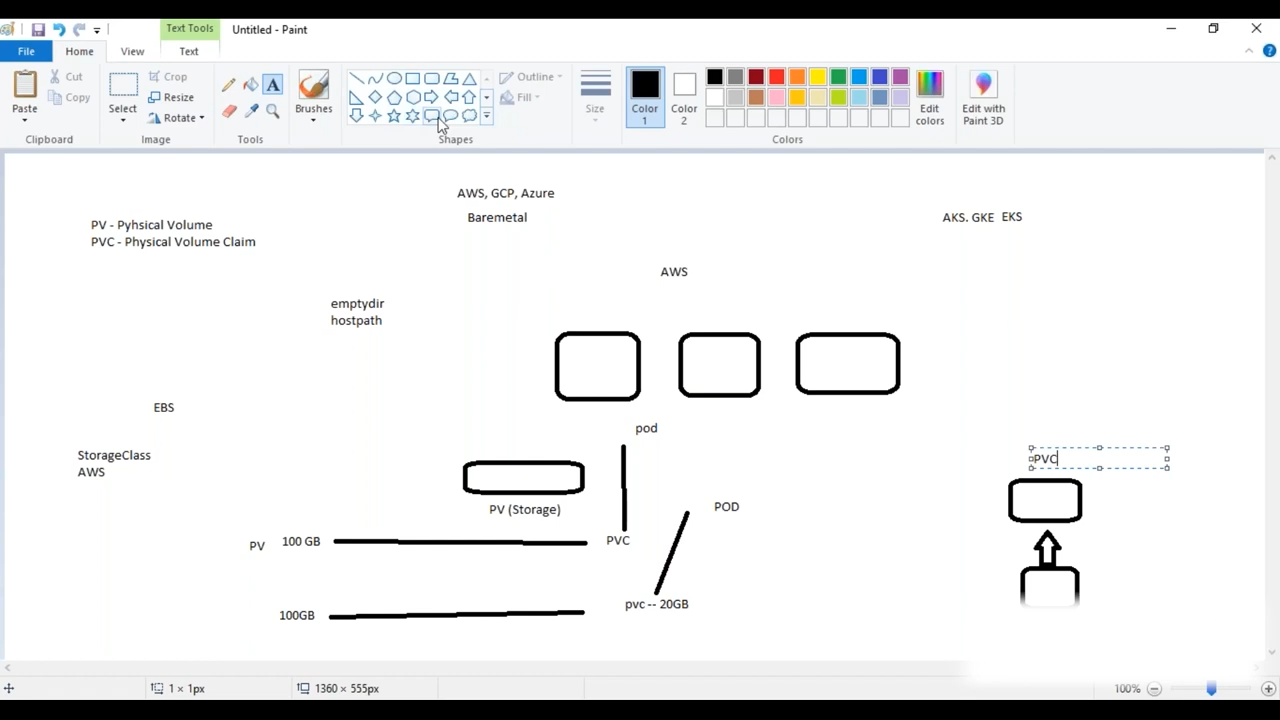 Text Tools
Untitled - Paint
File
Home
View
Text
Paste
Cut
Copy
Clipboard
Select
Crop
Resize
Rotate
Image
A
Tools
Brushes
Outline
Fill
Shapes
Size
Color 1
Color 2
Edit colors
Edit with Paint 3D
Colors
AWS, GCP, Azure
Baremetal
AKS. GKE EKS
PV - Pyhsical Volume
PVC - Physical Volume Claim
AWS
emptydir
hostpath
EBS
pod
StorageClass
AWS
PVC
PV (Storage)
POD
PV
100 GB
PVC
pvc -- 20GB
100GB
1 × 1px
1360 × 555px
100%